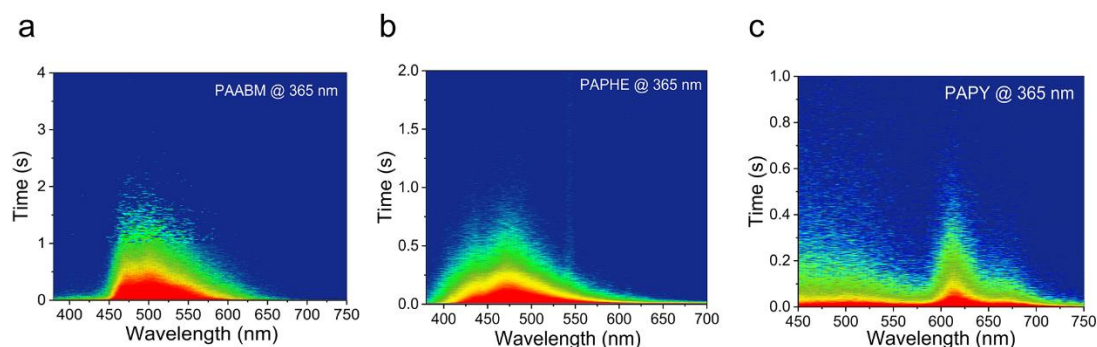 a
PAABM @ 365 nm
4
3
2
1
0
Time (s)
400 450 500 550 600 650 700 750
Wavelength (nm)
b
PAPHE @ 365 nm
2.0
1.5
1.0
0.5
0.0
Time (s)
400 450 500 550 600 650 700
Wavelength (nm)
c
PAPY @ 365 nm
1.0
0.8
0.6
0.4
0.2
0.0
Time (s)
450 500 550 600 650 700 750
Wavelength (nm)